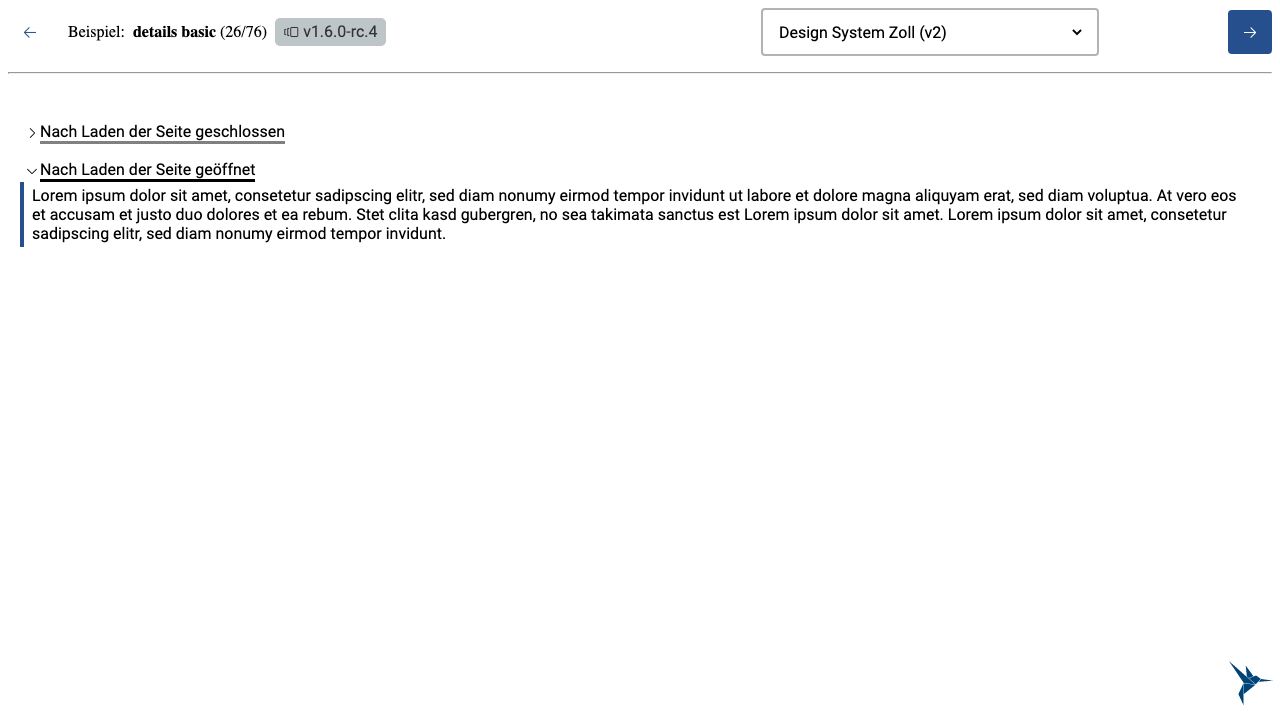 Beispiel: details basic (26/76) v1.6.0-rc.4 Design System Zoll (v2)
Nach Laden der Seite geschlossen
Nach Laden der Seite geöffnet
Lorem ipsum dolor sit amet, consetetur sadipscing elitr, sed diam nonumy eirmod tempor invidunt ut labore et dolore magna aliquyam erat, sed diam voluptua. At vero eos
et accusam et justo duo dolores et ea rebum. Stet clita kasd gubergren, no sea takimata sanctus est Lorem ipsum dolor sit amet. Lorem ipsum dolor sit amet, consetetur
sadipscing elitr, sed diam nonumy eirmod tempor invidunt.